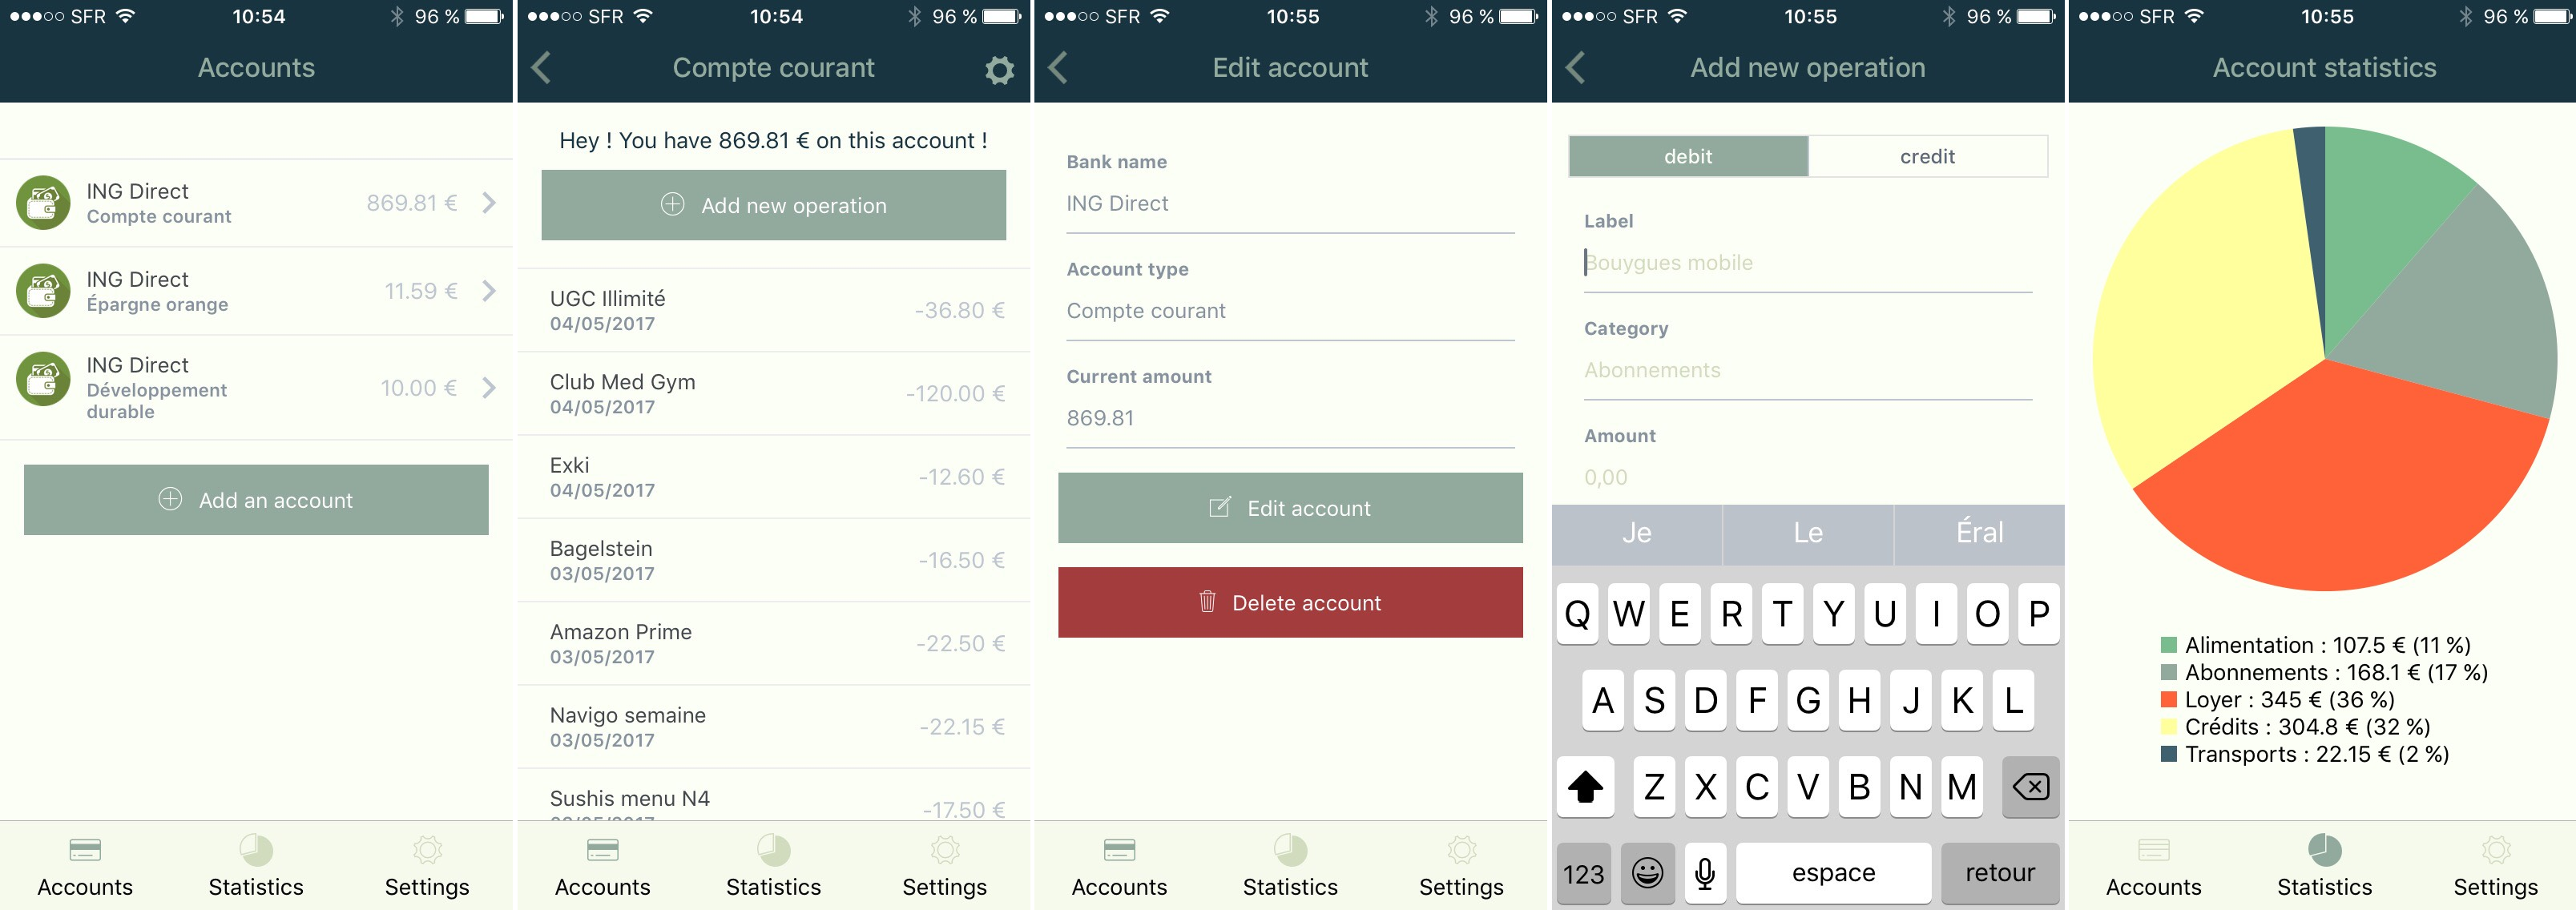 SFR 10:54 96 %
Accounts
ING Direct
Compte courant
869.81 €
ING Direct
Épargne orange
11.59 €
ING Direct
Développement
durable
10.00 €
Add an account
Accounts Statistics Settings
SFR 10:54 96 %
Compte courant
Hey ! You have 869.81 € on this account !
Add new operation
UGC Illimité
04/05/2017
-36.80 €
Club Med Gym
04/05/2017
-120.00 €
Exki
04/05/2017
-12.60 €
Bagelstein
03/05/2017
-16.50 €
Amazon Prime
03/05/2017
-22.50 €
Navigo semaine
03/05/2017
-22.15 €
Sushis menu N4
-17.50 €
Accounts Statistics Settings
SFR 10:55 96 %
Edit account
Bank name
ING Direct
Account type
Compte courant
Current amount
869.81
Edit account
Delete account
Accounts Statistics Settings
SFR 10:55 96 %
Add new operation
debit credit
Label
Bouygues mobile
Category
Abonnements
Amount
0,00
Je Le Éral
Q W E R T Y U I O P
A S D F G H J K L
Z X C V B N M
123 espace retour
SFR 10:55 96 %
Account statistics
Alimentation : 107.5 € (11 %)
Abonnements : 168.1 € (17 %)
Loyer : 345 € (36 %)
Crédits : 304.8 € (32 %)
Transports : 22.15 € (2 %)
Accounts Statistics Settings